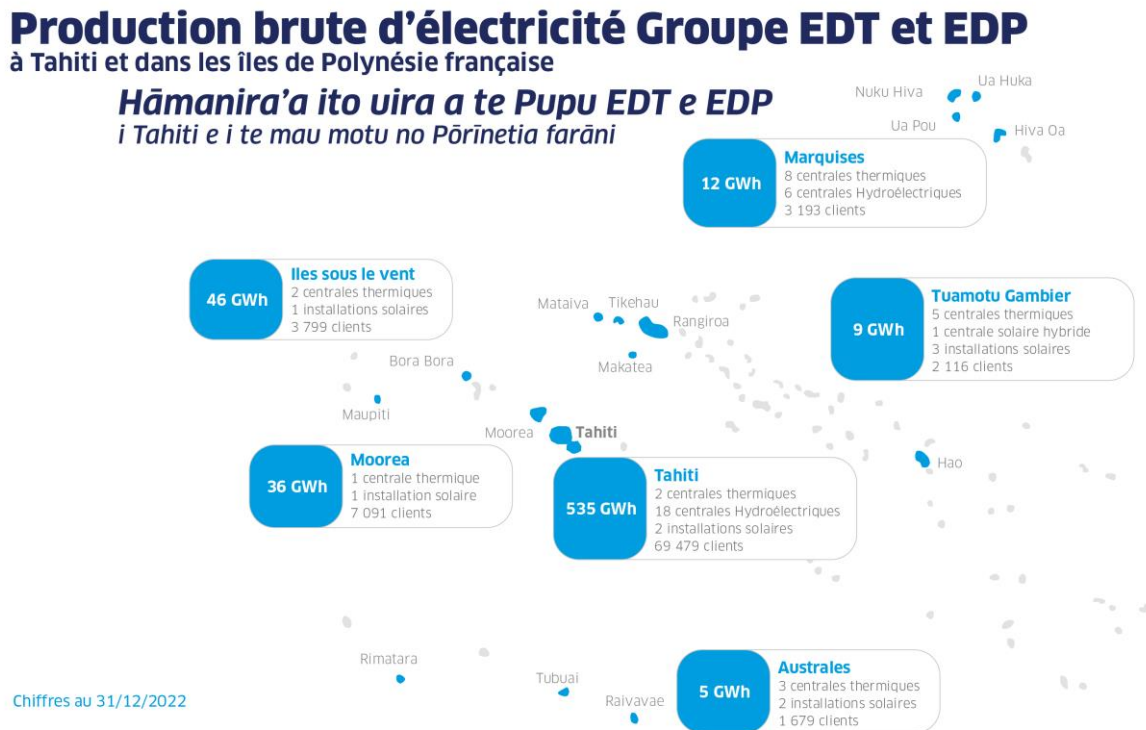 Production brute d'électricité Groupe EDT et EDP
à Tahiti et dans les îles de Polynésie française
Hāmanira'a ito uira a te Pupu EDT e EDP
i Tahiti e i te mau motu no Pōrīnetia farāni
Nuku Hiva
Ua Huka
Ua Pou
Hiva Oa
12 GWh
Marquises
8 centrales thermiques
6 centrales Hydroélectriques
3 193 clients
46 GWh
Iles sous le vent
2 centrales thermiques
1 installations solaires
3 799 clients
Mataiva
Tikehau
Rangiroa
Makatea
9 GWh
Tuamotu Gambier
5 centrales thermiques
1 centrale solaire hybride
3 installations solaires
2 116 clients
Bora Bora
Maupiti
Moorea
Tahiti
Hao
36 GWh
Moorea
1 centrale thermique
1 installation solaire
7 091 clients
535 GWh
Tahiti
2 centrales thermiques
18 centrales Hydroélectriques
2 installations solaires
69 479 clients
Rimatara
Tubuai
Raivavae
5 GWh
Australes
3 centrales thermiques
2 installations solaires
1 679 clients
Chiffres au 31/12/2022